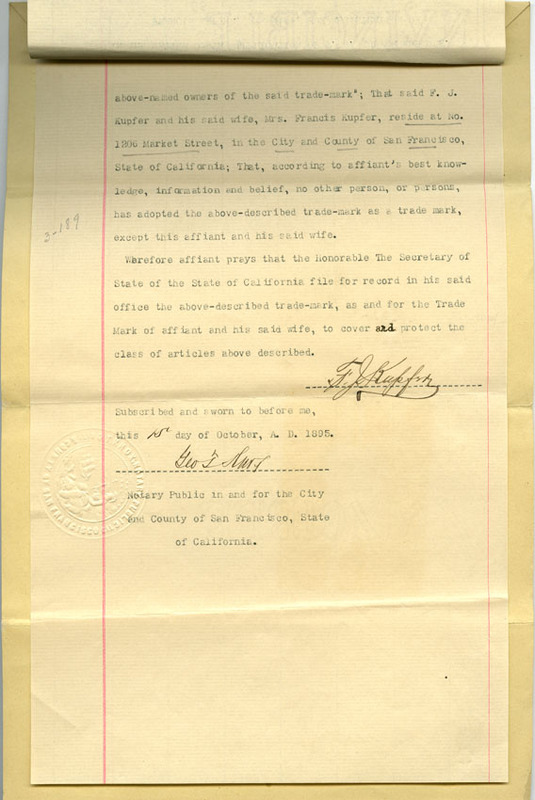 above-named owners of the said trade-mark"; That said F. J.
Kupfer and his said wife, Mrs. Francis Kupfer, reside at No.
1206 Market Street, in the City and County of San Francisco,
State of California; That, according to affiant's best know-
ledge, information and belief, no other person, or persons,
has adopted the above-described trade-mark as a trade mark,
except this affiant and his said wife.
3-189
Wherefore affiant prays that the Honorable The Secretary of
State of the State of California file for record in his said
office the above-described trade-mark, as and for the Trade
Mark of affiant and his said wife, to cover and protect the
class of articles above described.
F. J. Kupfer
Subscribed and sworn to before me,
this day of October, A. D. 1895.
Geo T
Notary Public in and for the City
and County of San Francisco, State
of California.